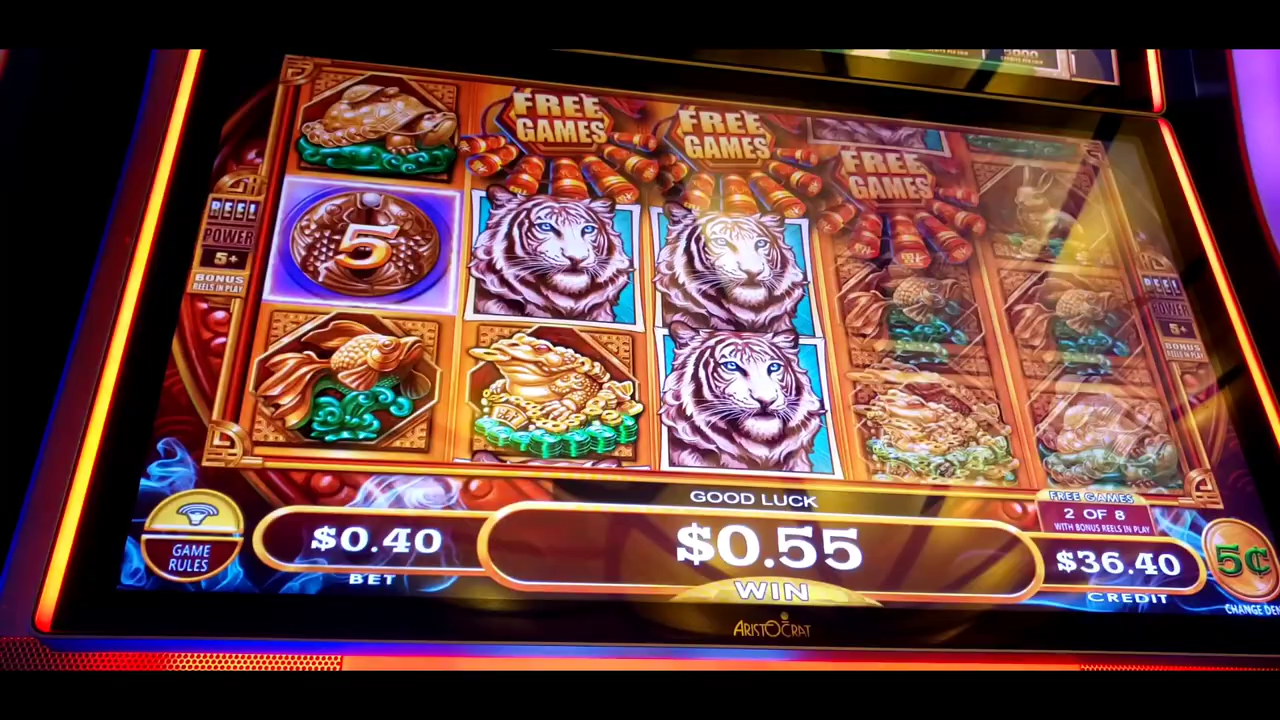 5000
FREE
GAMES
FREE
GAMES
FREE
GAMES
REEL
POWER
5+
BONUS
REELS IN PLAY
5
REEL
POWER
5+
BONUS
REELS IN PLAY
GOOD LUCK
FREE GAMES
2 OF 8
WITH BONUS REELS IN PLAY
GAME
RULES
$0.40
BET
$0.55
WIN
$36.40
CREDIT
5¢
ARISTOCRAT